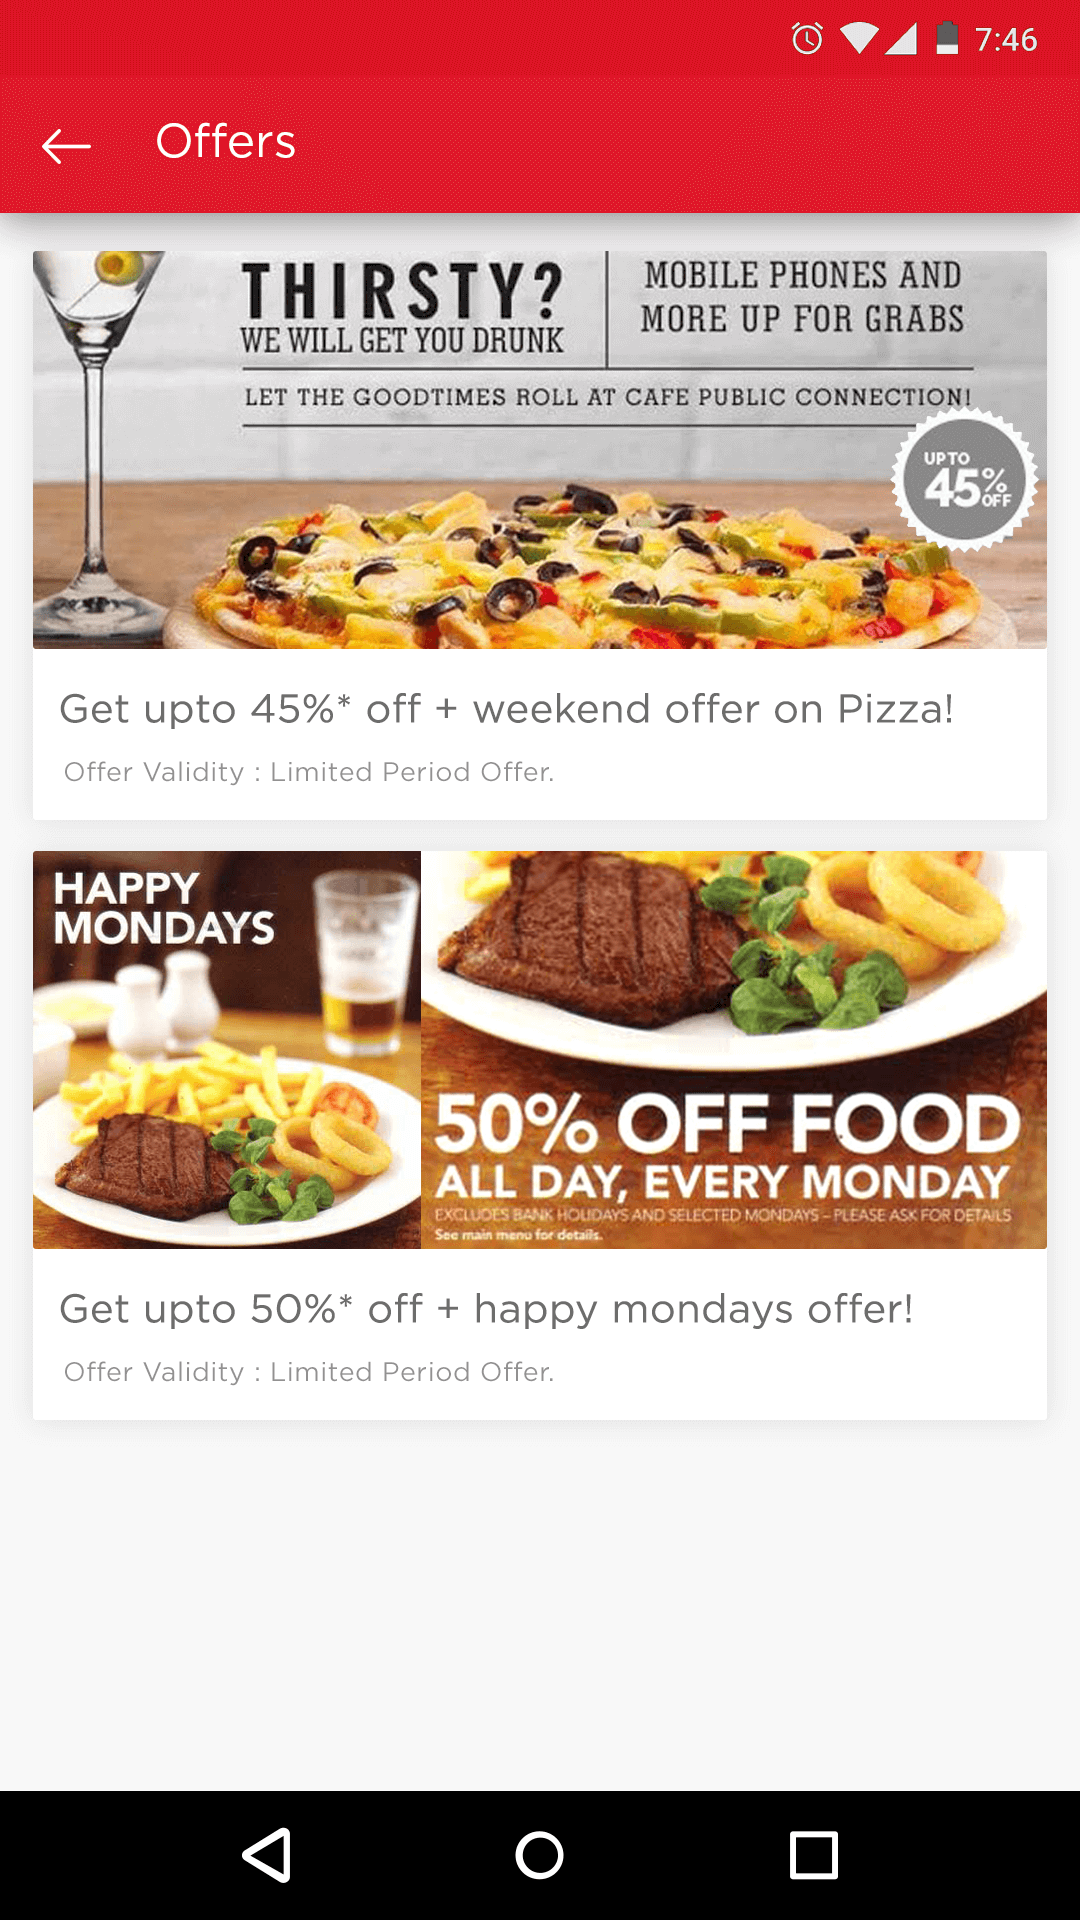 7:46
Offers
THIRSTY?
WE WILL GET YOU DRUNK
MOBILE PHONES AND
MORE UP FOR GRABS
LET THE GOODTIMES ROLL AT CAFE PUBLIC CONNECTION!
UPTO
45%
OFF
Get upto 45%* off + weekend offer on Pizza!
Offer Validity : Limited Period Offer.
HAPPY
MONDAYS
50% OFF FOOD
ALL DAY, EVERY MONDAY
EXCLUDES BANK HOLIDAYS AND SELECTED MONDAYS – PLEASE ASK FOR DETAILS
See main menu for details.
Get upto 50%* off + happy mondays offer!
Offer Validity : Limited Period Offer.